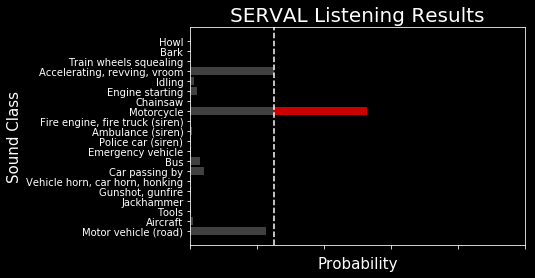 SERVAL Listening Results
Howl
Bark
Train wheels squealing
Accelerating, revving, vroom
Idling
Engine starting
Chainsaw
Motorcycle
Fire engine, fire truck (siren)
Ambulance (siren)
Police car (siren)
Emergency vehicle
Bus
Car passing by
Vehicle horn, car horn, honking
Gunshot, gunfire
Jackhammer
Tools
Aircraft
Motor vehicle (road)
Sound Class
Probability